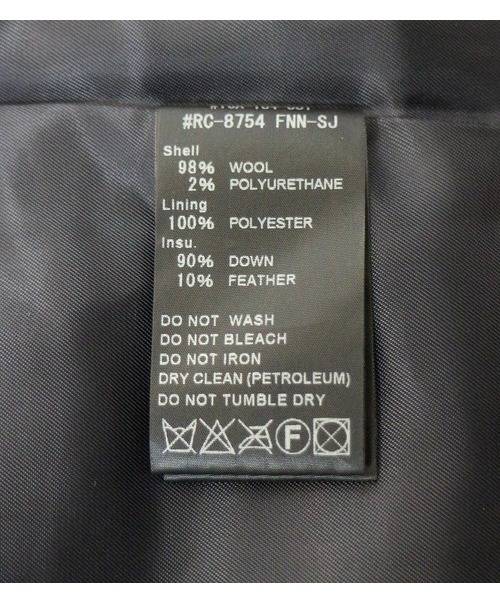 #RC-8754 FNN-SJ
Shell
98% WOOL
2% POLYURETHANE
Lining
100% POLYESTER
Insu.
90% DOWN
10% FEATHER
DO NOT WASH
DO NOT BLEACH
DO NOT IRON
DRY CLEAN (PETROLEUM)
DO NOT TUMBLE DRY
F